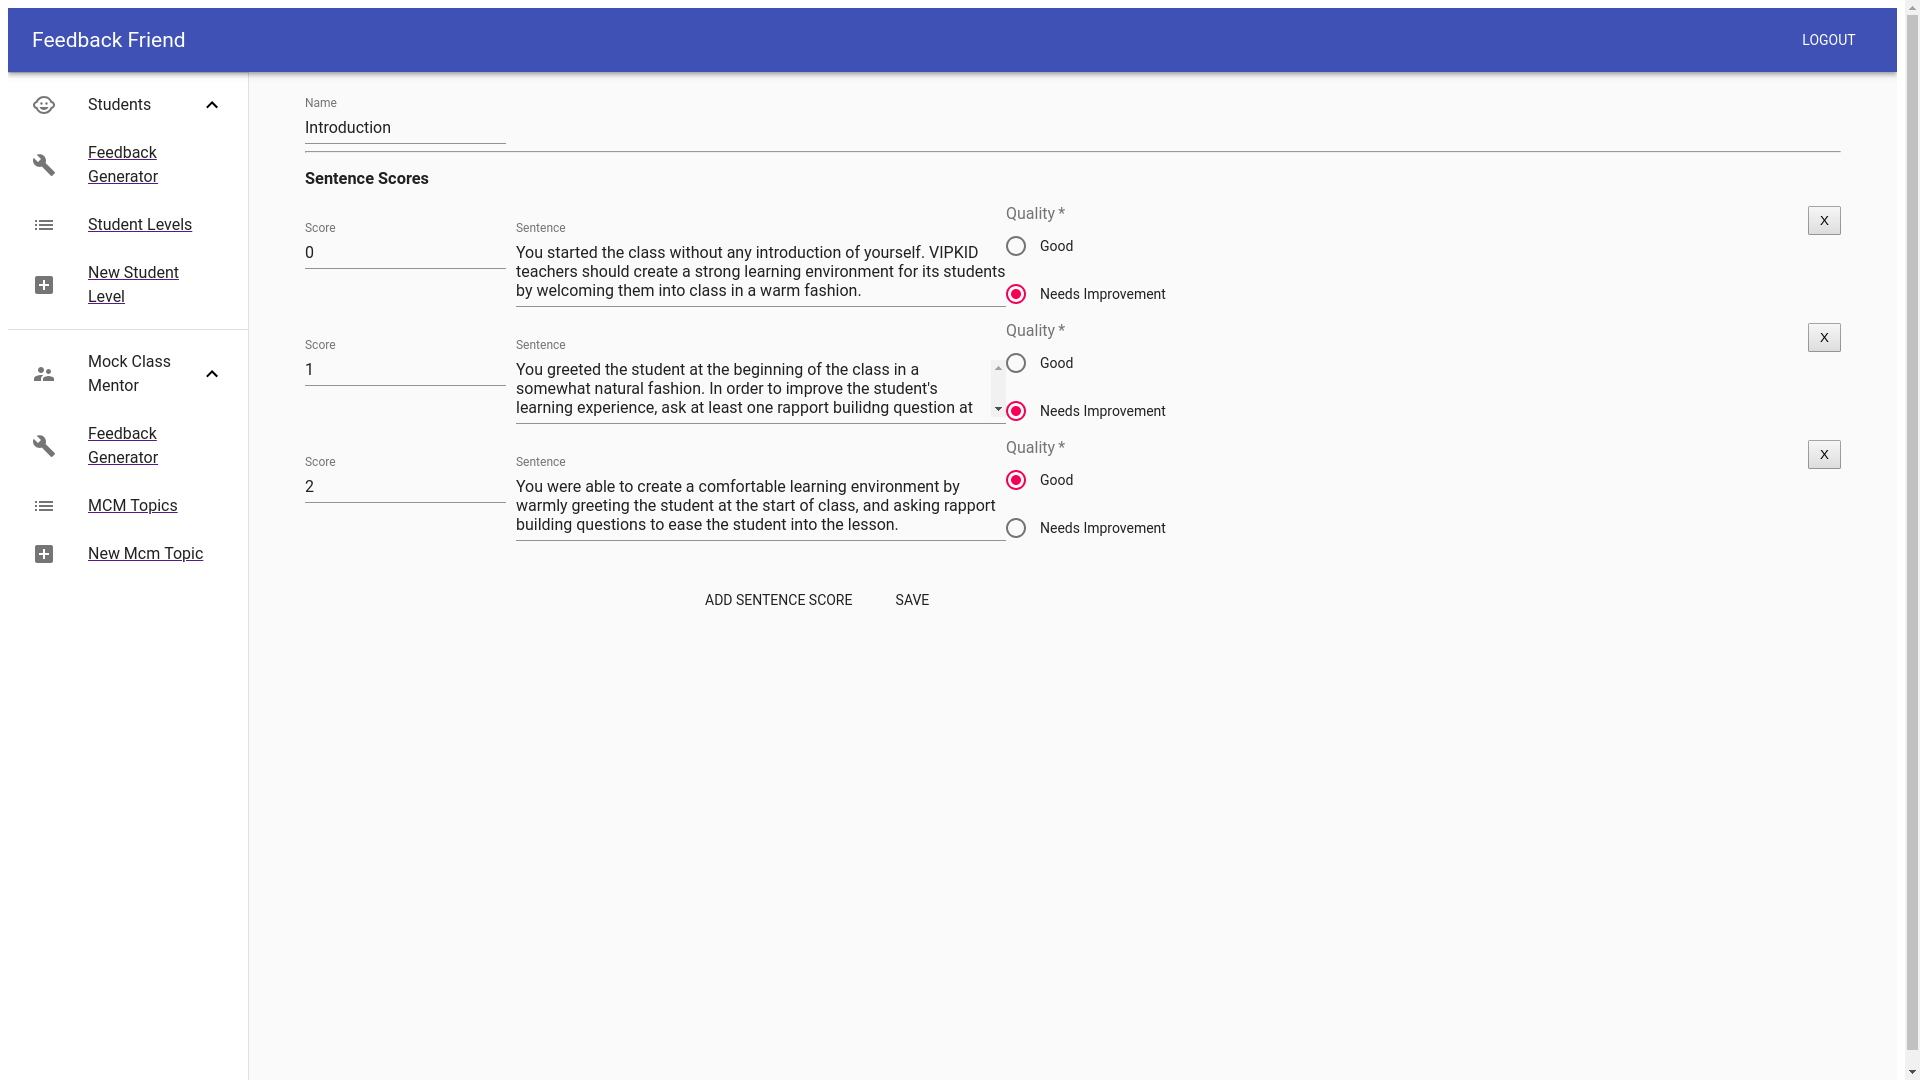 Feedback Friend
LOGOUT
Students
Feedback
Generator
Student Levels
New Student
Level
Mock Class
Mentor
Feedback
Generator
MCM Topics
New Mcm Topic
Name
Introduction
Sentence Scores
Score
0
Sentence
You started the class without any introduction of yourself. VIPKID
teachers should create a strong learning environment for its students
by welcoming them into class in a warm fashion.
Quality *
Good
Needs Improvement
X
Score
1
Sentence
You greeted the student at the beginning of the class in a
somewhat natural fashion. In order to improve the student's
learning experience, ask at least one rapport builidng question at
Quality *
Good
Needs Improvement
X
Score
2
Sentence
You were able to create a comfortable learning environment by
warmly greeting the student at the start of class, and asking rapport
building questions to ease the student into the lesson.
Quality *
Good
Needs Improvement
X
ADD SENTENCE SCORE
SAVE